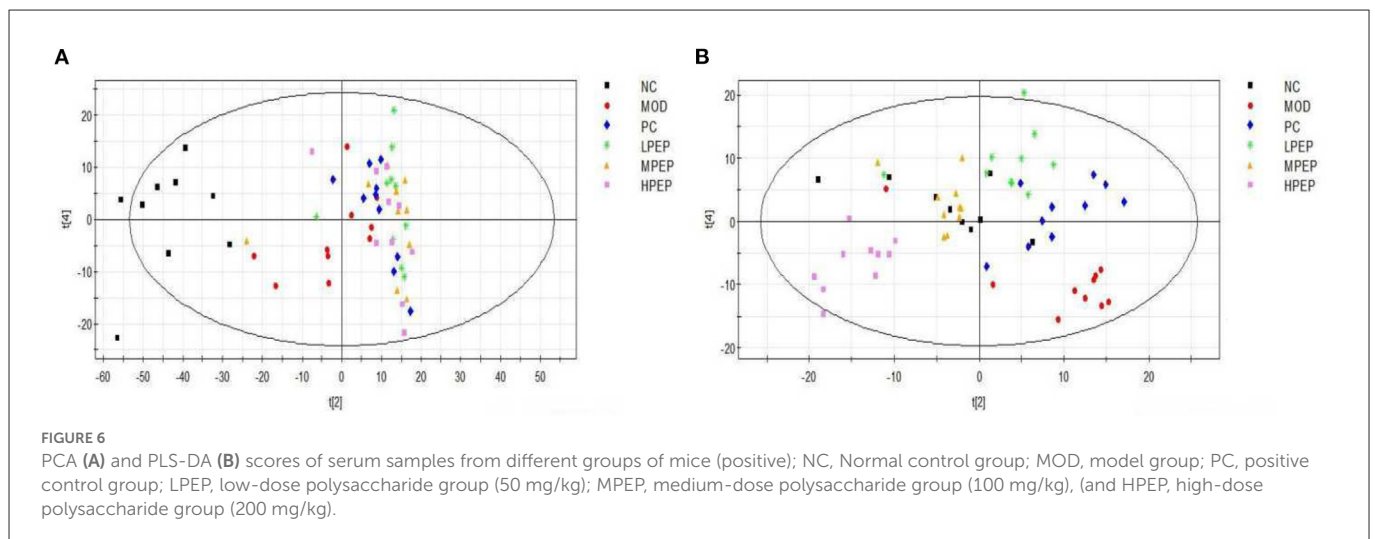 A
B
20
10
0
-10
-20
t[4]
-60 -50 -40 -30 -20 -10 0 10 20 30 40 50
t[2]
NC
MOD
PC
LPEP
MPEP
HPEP
20
10
0
-10
-20
t[4]
-20 -10 0 10 20
t[2]
NC
MOD
PC
LPEP
MPEP
HPEP
FIGURE 6
PCA (A) and PLS-DA (B) scores of serum samples from different groups of mice (positive); NC, Normal control group; MOD, model group; PC, positive
control group; LPEP, low-dose polysaccharide group (50 mg/kg); MPEP, medium-dose polysaccharide group (100 mg/kg), (and HPEP, high-dose
polysaccharide group (200 mg/kg).